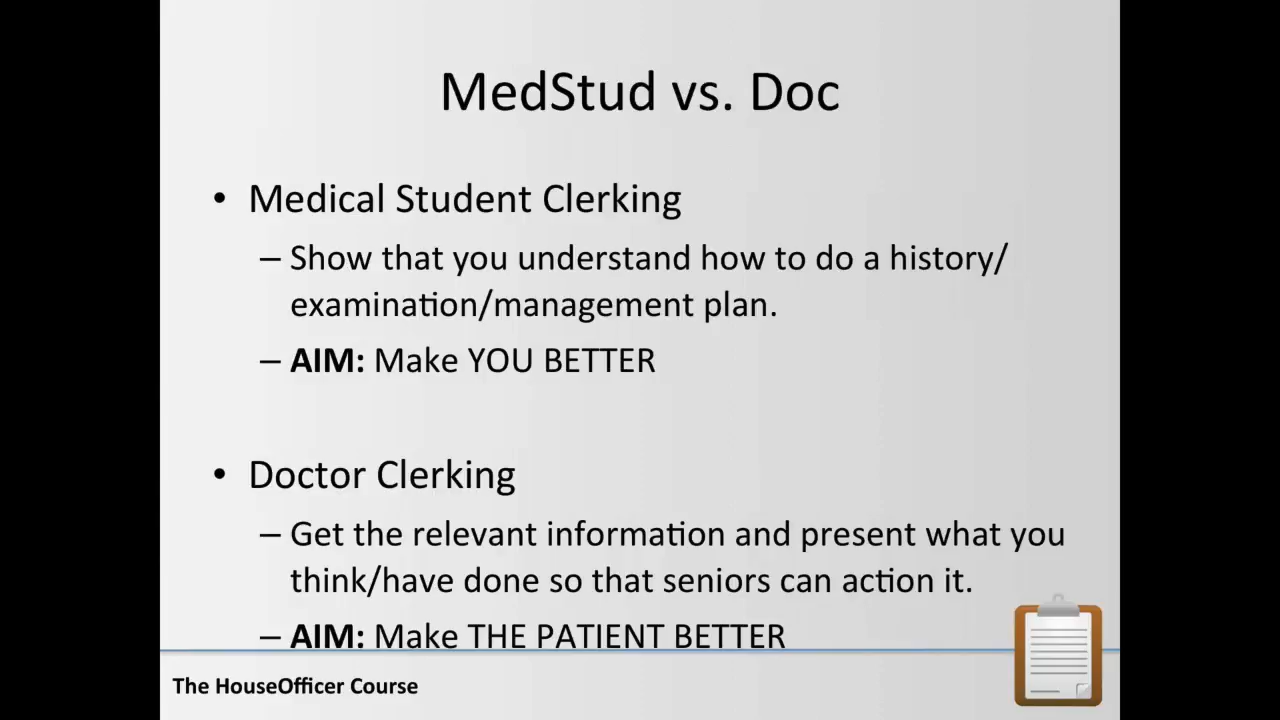 MedStud vs. Doc
• Medical Student Clerking
– Show that you understand how to do a history/
examination/management plan.
– AIM: Make YOU BETTER
• Doctor Clerking
– Get the relevant information and present what you
think/have done so that seniors can action it.
– AIM: Make THE PATIENT BETTER
The HouseOfficer Course